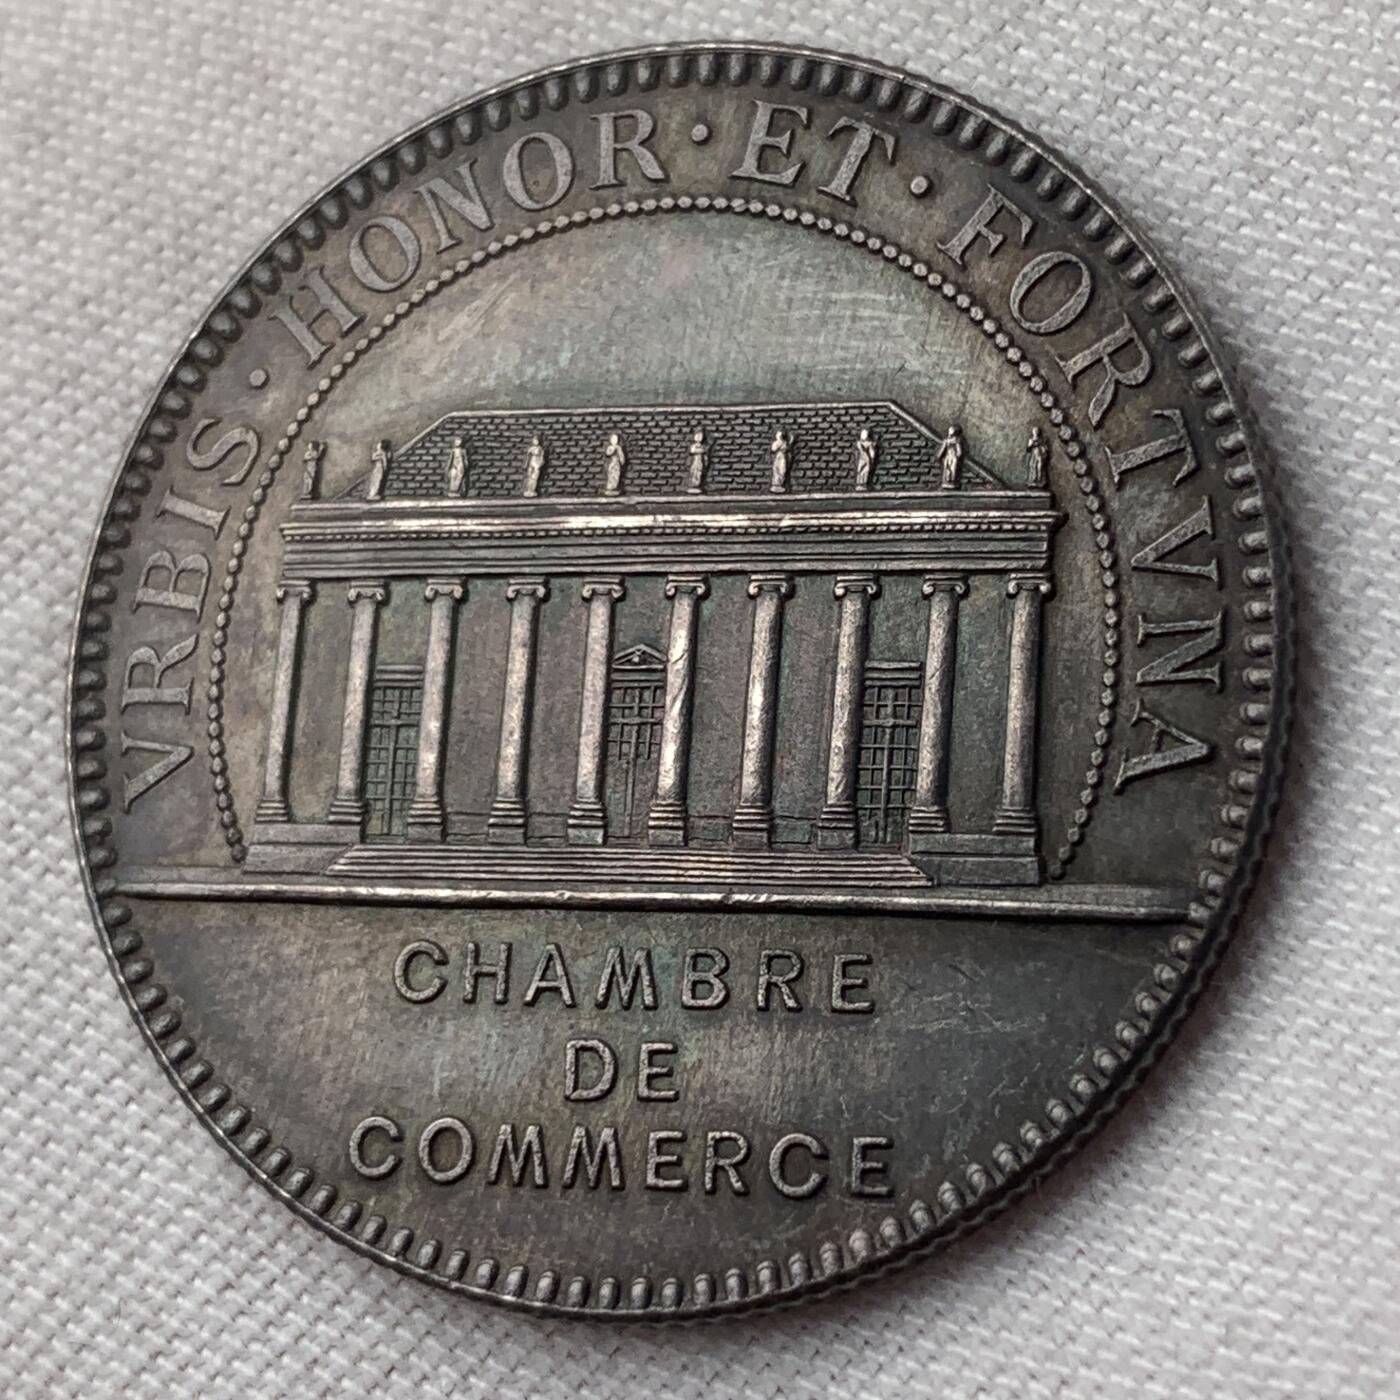 VRBIS · HONOR · ET · FORTVNA
CHAMBRE
DE
COMMERCE